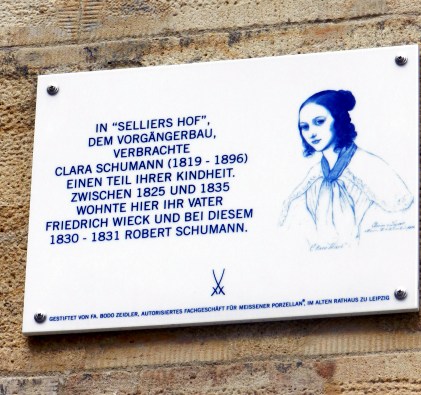 IN "SELLIERS HOF",
DEM VORGÄNGERBAU,
VERBRACHTE
CLARA SCHUMANN (1819 - 1896)
EINEN TEIL IHRER KINDHEIT.
ZWISCHEN 1825 UND 1835
WOHNTE HIER IHR VATER
FRIEDRICH WIECK UND BEI DIESEM
1830 - 1831 ROBERT SCHUMANN.
GESTIFTET VON FA. BODO ZEIDLER, AUTORISIERTES FACHGESCHÄFT FÜR MEISSENER PORZELLAN®, IM ALTEN RATHAUS ZU LEIPZIG